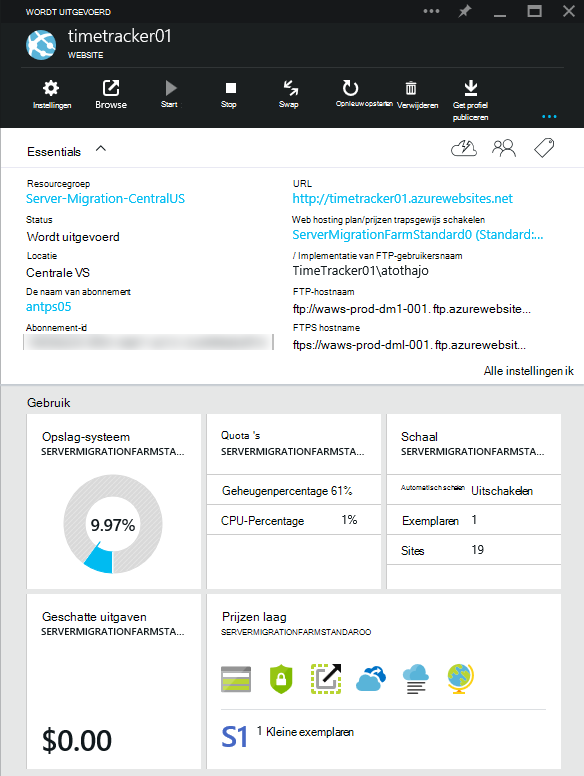 WORDT UITGEVOERD
timetracker01
WEBSITE
Instellingen
Browse
Start
Stop
Swap
Opnieuw opstarten
Verwijderen
Get profiel publiceren
Essentials
Resourcegroep
Server-Migration-CentralUS
Status
Wordt uitgevoerd
Locatie
Centrale VS
De naam van abonnement
antps05
Abonnement-id
URL
http://timetracker01.azurewebsites.net
Web hosting plan/prijzen trapsgewijs schakelen
ServerMigrationFarmStandard0 (Standard:...
/ Implementatie van FTP-gebruikersnaam
TimeTracker01\atothajo
FTP-hostnaam
ftp://waws-prod-dm1-001. ftp.azurewebsite...
FTPS hostname
ftps://waws-prod-dml-001. ftp.azurewebsit...
Alle instellingen ik
Gebruik
Opslag-systeem
SERVERMIGRATIONFARMSTA...
9.97%
Quota 's
SERVERMIGRATIONFARMSTA...
Geheugenpercentage 61%
CPU-Percentage 1%
Schaal
SERVERMIGRATIONFARMSTA...
Automatisch Uitschakelen
Exemplaren 1
Sites 19
Geschatte uitgaven
SERVERMIGRATIONFARMSTA...
$0.00
Prijzen laag
SERVERMIGRATIONFARMSTANDAROO
S1 1 Kleine exemplaren